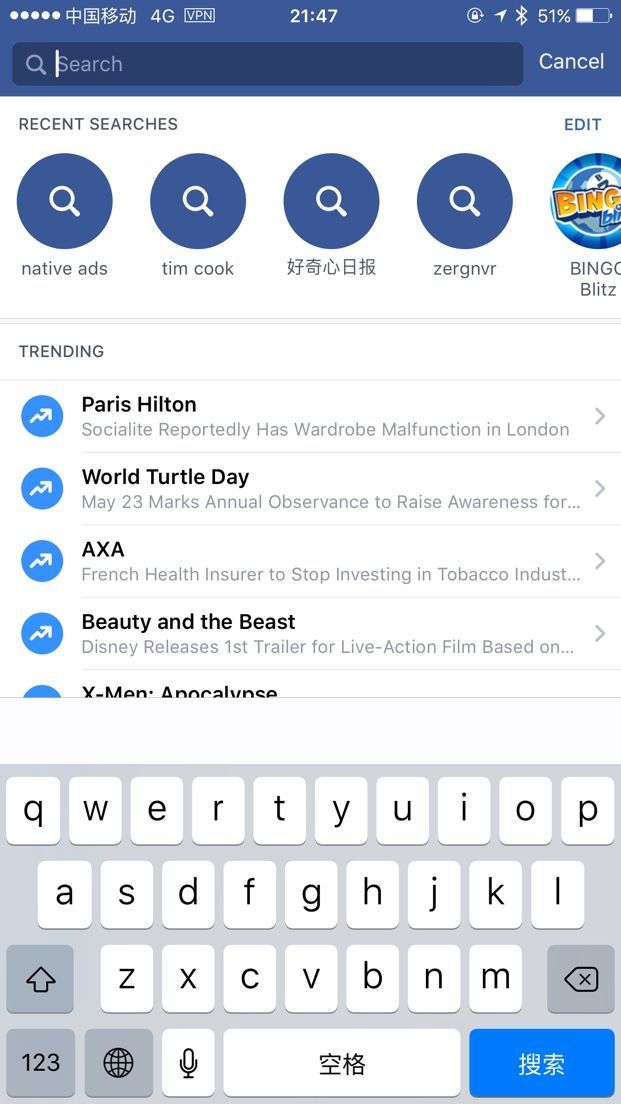 中国移动 4G VPN 21:47 51%
Search Cancel
RECENT SEARCHES EDIT
native ads tim cook 好奇心日报 zergnvr BINGO Blitz
TRENDING
Paris Hilton
Socialite Reportedly Has Wardrobe Malfunction in London
World Turtle Day
May 23 Marks Annual Observance to Raise Awareness for...
AXA
French Health Insurer to Stop Investing in Tobacco Indust...
Beauty and the Beast
Disney Releases 1st Trailer for Live-Action Film Based on...
X-Men: Apocalypse
q w e r t y u i o p
a s d f g h j k l
z x c v b n m
123 空格 搜索